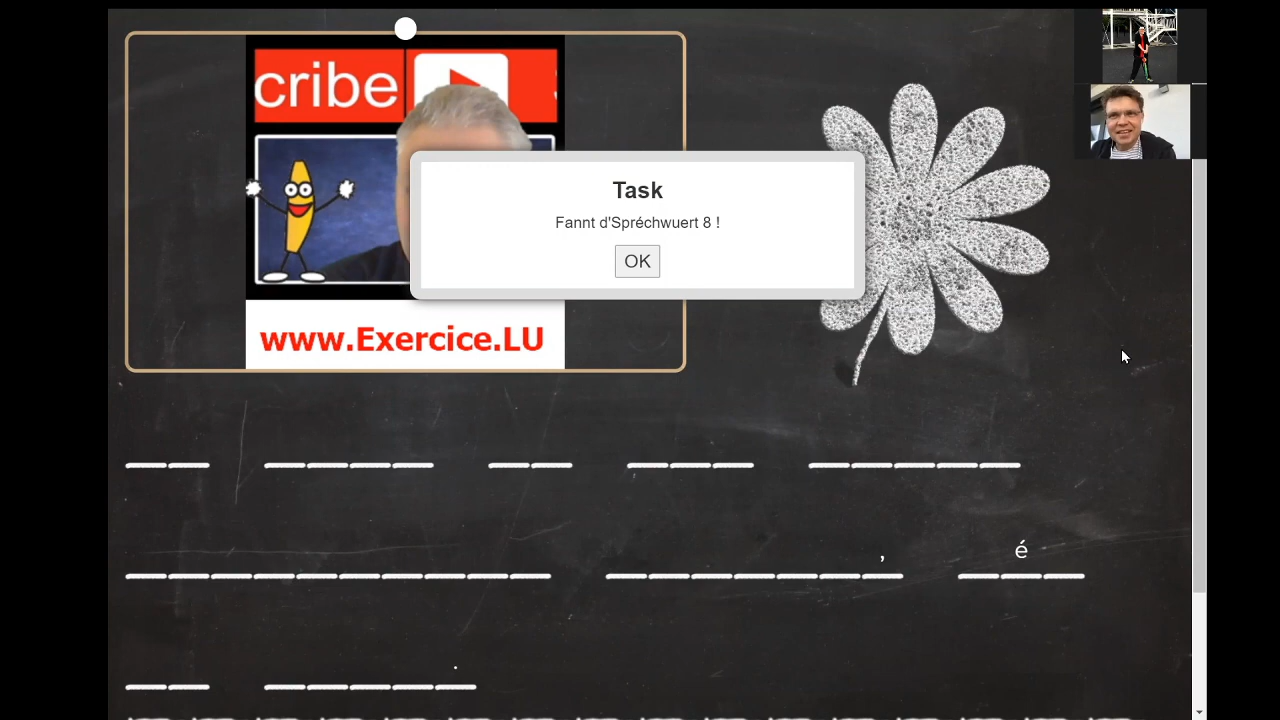 cribe
Task
Fannt d'Spréchwuert 8 !
OK
www.Exercice.LU
,
é
.